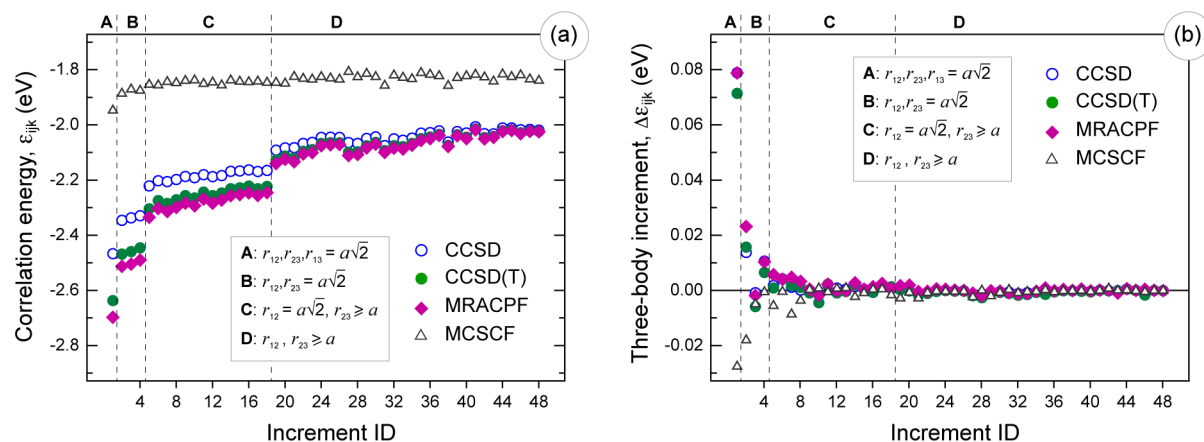 A B C D
(a)
Correlation energy, εijk (eV)
-1.8
-2.0
-2.2
-2.4
-2.6
-2.8
A: r12,r23,r13 = a√2
B: r12,r23 = a√2
C: r12 = a√2, r23 ⩾ a
D: r12 , r23 ⩾ a
CCSD
CCSD(T)
MRACPF
MCSCF
4 8 12 16 20 24 28 32 36 40 44 48
Increment ID
A B C D
(b)
Three-body increment, Δεijk (eV)
0.08
0.06
0.04
0.02
0.00
-0.02
A: r12,r23,r13 = a√2
B: r12,r23 = a√2
C: r12 = a√2, r23 ⩾ a
D: r12 , r23 ⩾ a
CCSD
CCSD(T)
MRACPF
MCSCF
4 8 12 16 20 24 28 32 36 40 44 48
Increment ID